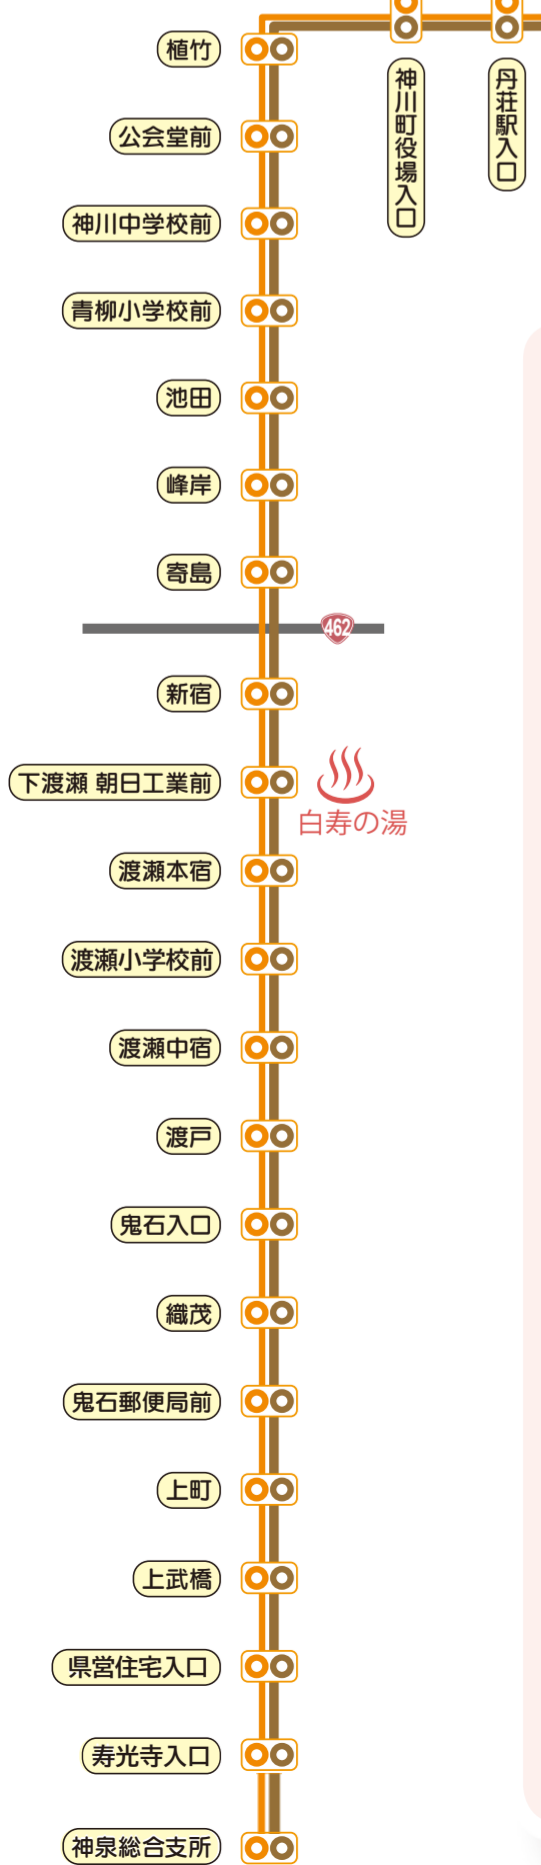 植竹
神川町役場入口
丹荘駅入口
公会堂前
神川中学校前
青柳小学校前
池田
峰岸
寄島
462
新宿
下渡瀬 朝日工業前
白寿の湯
渡瀬本宿
渡瀬小学校前
渡瀬中宿
渡戸
鬼石入口
織茂
鬼石郵便局前
上町
上武橋
県営住宅入口
寿光寺入口
神泉総合支所